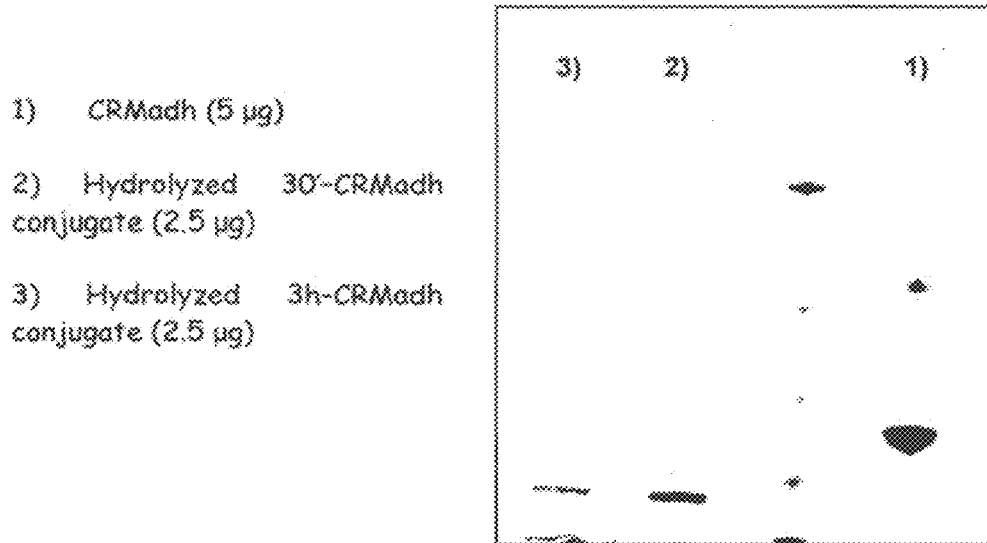 1) CRMadh (5 µg)
2) Hydrolyzed 30'-CRMadh
conjugate (2.5 µg)
3) Hydrolyzed 3h-CRMadh
conjugate (2.5 µg)
3) 2) 1)